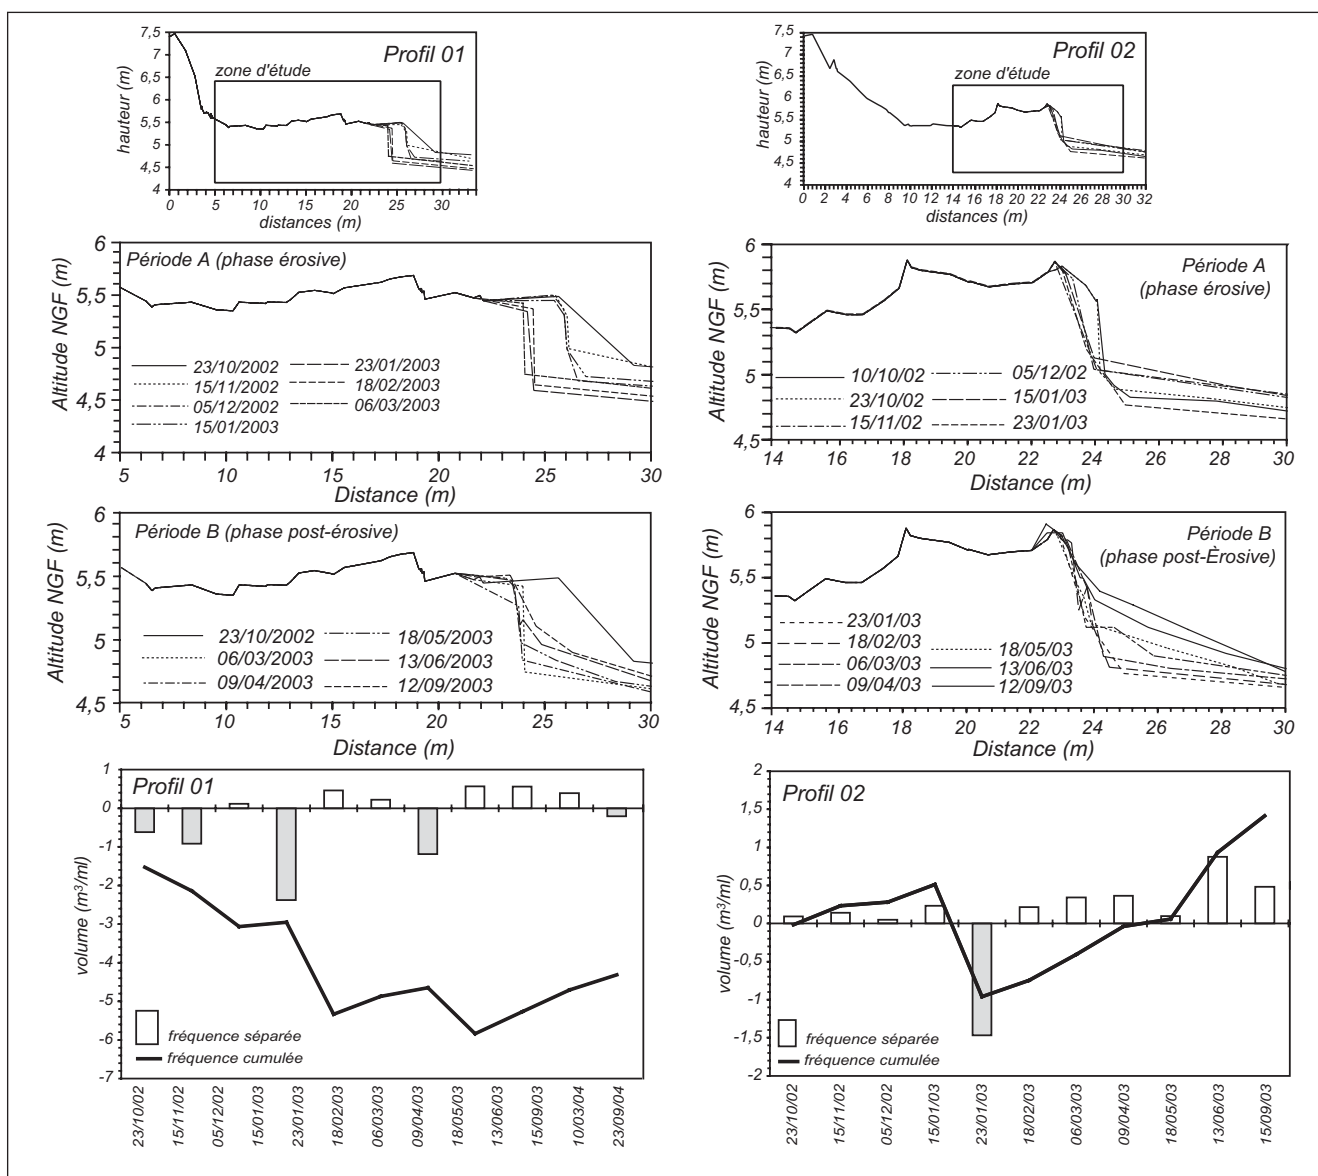 Profil 01
zone d'étude
hauteur (m)
7,5
7
6,5
6
5,5
5
4,5
4
0 5 10 15 20 25 30
distances (m)
Profil 02
zone d'étude
hauteur (m)
7,5
7
6,5
6
5,5
5
4,5
4
0 2 4 6 8 10 12 14 16 18 20 22 24 26 28 30 32
distances (m)
Période A (phase érosive)
Altitude NGF (m)
6
5,5
5
4,5
4
23/10/2002
15/11/2002
05/12/2002
15/01/2003
23/01/2003
18/02/2003
06/03/2003
5 10 15 20 25 30
Distance (m)
Période A
(phase érosive)
Altitude NGF (m)
6
5,5
5
4,5
10/10/02
23/10/02
15/11/02
05/12/02
15/01/03
23/01/03
14 16 18 20 22 24 26 28 30
Distance (m)
Période B (phase post-érosive)
Altitude NGF (m)
6
5,5
5
4,5
23/10/2002
06/03/2003
09/04/2003
18/05/2003
13/06/2003
12/09/2003
5 10 15 20 25 30
Distance (m)
Période B
(phase post-Èrosive)
Altitude NGF (m)
6
5,5
5
4,5
23/01/03
18/02/03
06/03/03
09/04/03
18/05/03
13/06/03
12/09/03
14 16 18 20 22 24 26 28 30
Distance (m)
Profil 01
volume (m³/ml)
1
0
-1
-2
-3
-4
-5
-6
-7
fréquence séparée
fréquence cumulée
23/10/02
15/11/02
05/12/02
15/01/03
23/01/03
18/02/03
06/03/03
09/04/03
18/05/03
13/06/03
15/09/03
10/03/04
23/09/04
Profil 02
volume (m³/ml)
2
1,5
1
0,5
0
-0,5
-1
-1,5
-2
fréquence séparée
fréquence cumulée
23/10/02
15/11/02
05/12/02
15/01/03
23/01/03
18/02/03
06/03/03
09/04/03
18/05/03
13/06/03
15/09/03